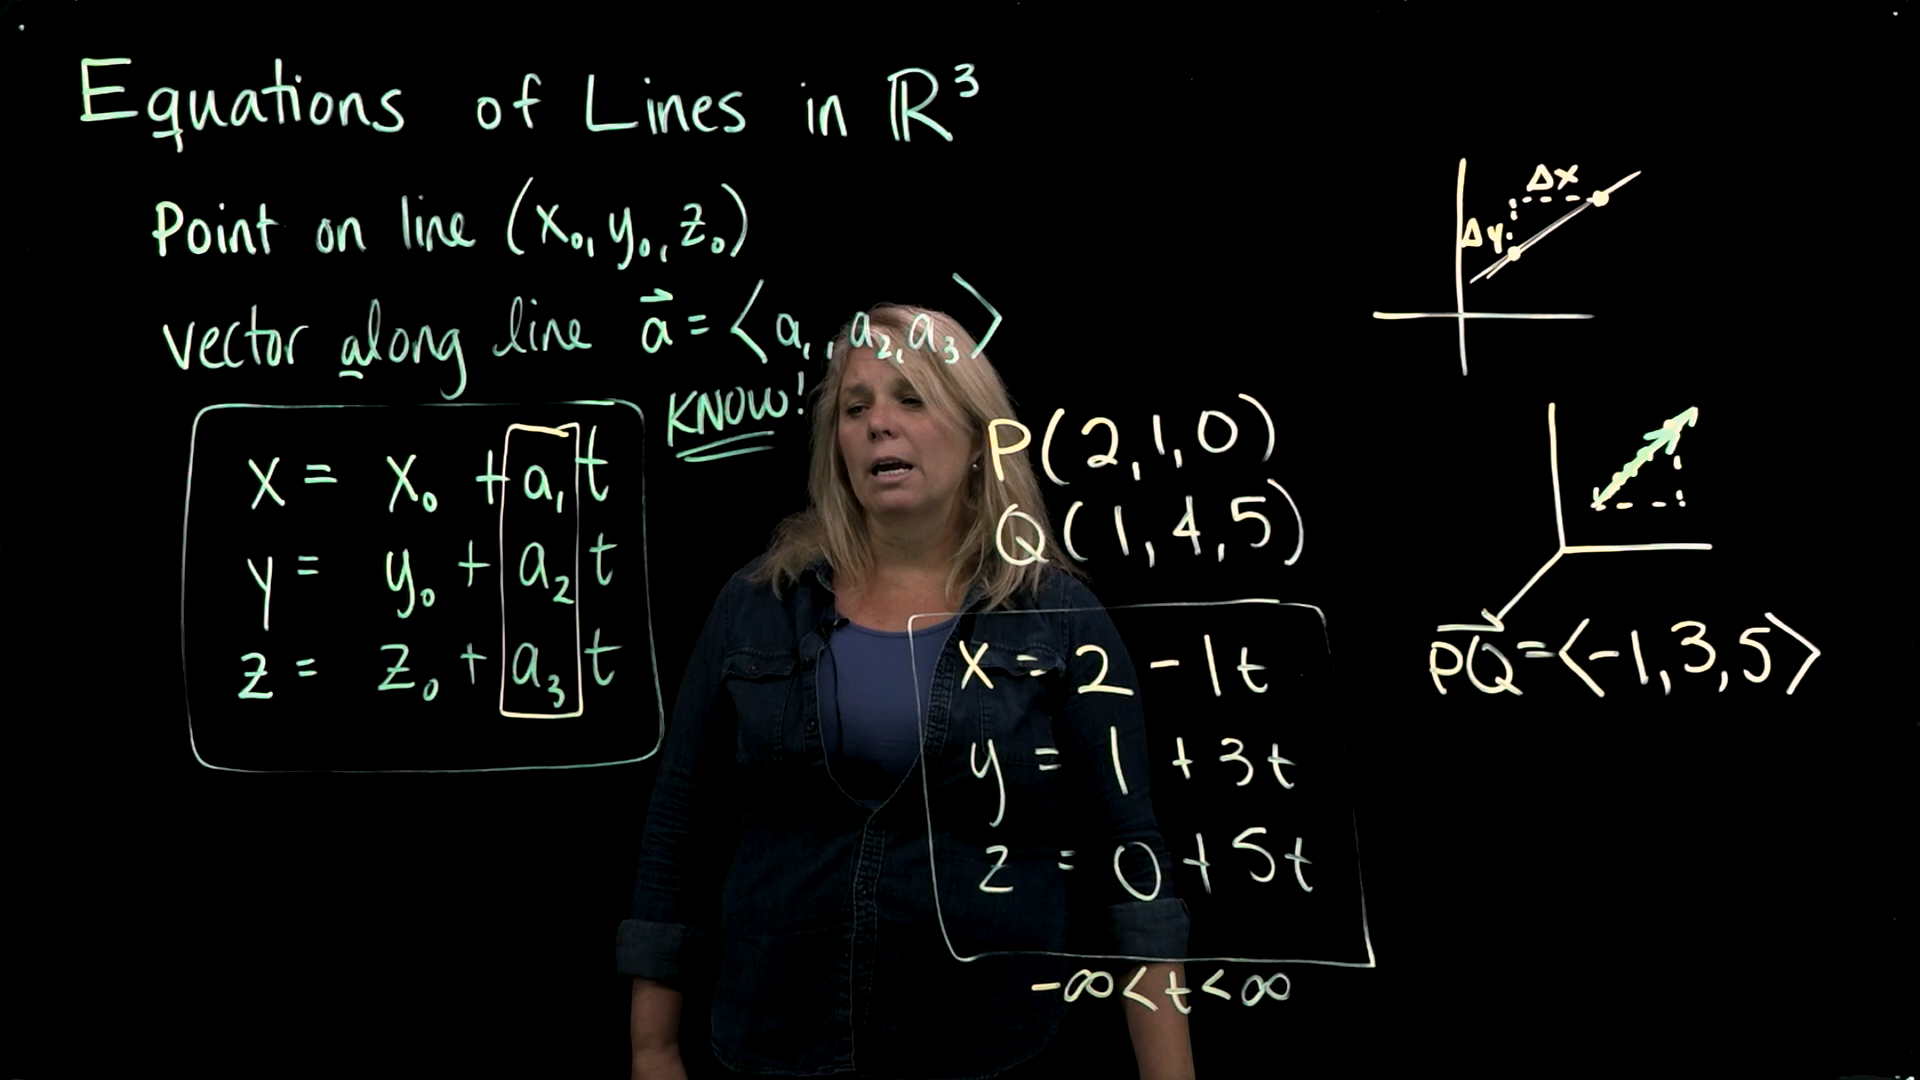 Equations of Lines in ℝ³
Point on line (x₀, y₀, z₀)
vector along line a⃗ = ⟨a₁, a₂, a₃⟩
KNOW!
x = x₀ + a₁t
y = y₀ + a₂t
z = z₀ + a₃t
P(2,1,0)
Q(1,4,5)
x = 2 - 1t
y = 1 + 3t
z = 0 + 5t
-∞ < t < ∞
Δx
Δy
P⃗Q⃗ = ⟨-1,3,5⟩